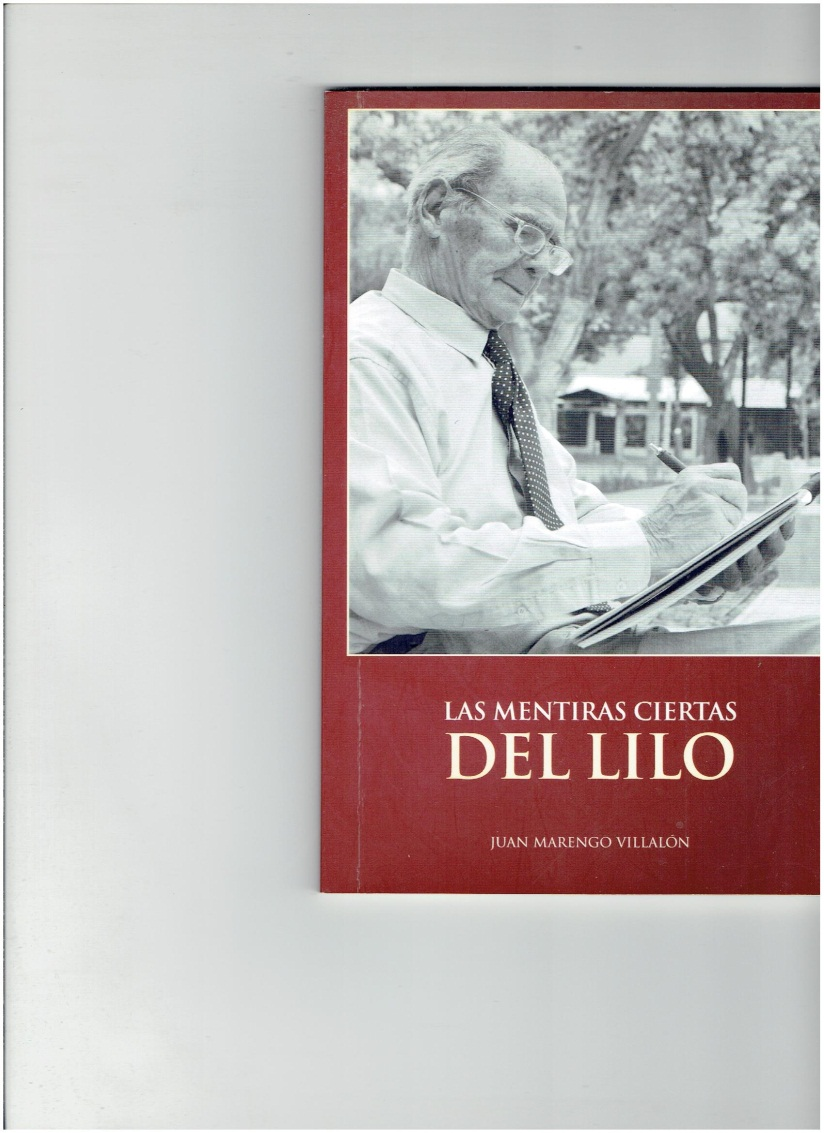 LAS MENTIRAS CIERTAS
DEL LILO
JUAN MARENGO VILLALÓN